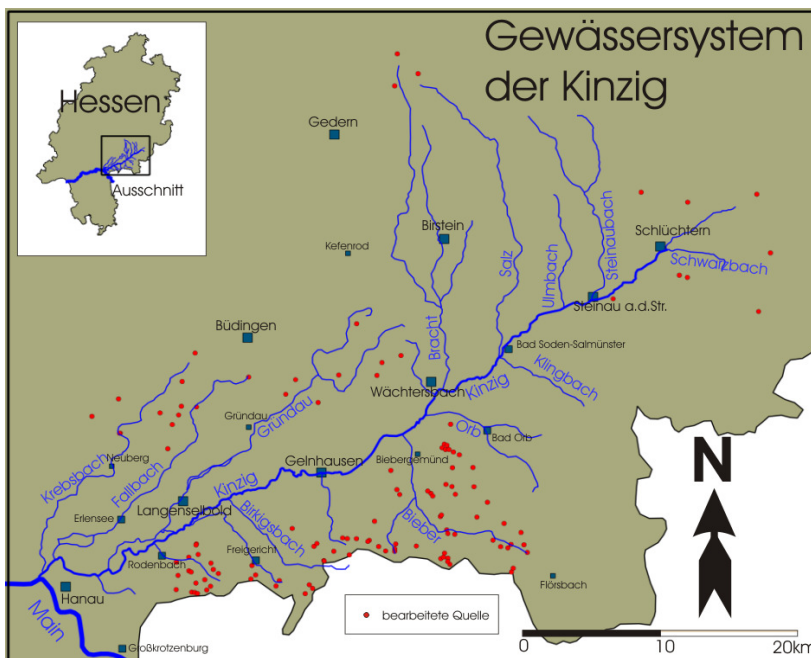 Gewässersystem
der Kinzig
Hessen
Ausschnitt
Gedern
Birstein
Kefenrod
Salz
Ulmbach
Steinaubach
Schlüchtern
Schwarzbach
Steinau a.d.Str.
Büdingen
Bracht
Bad Soden-Salmünster
Klingbach
Wächtersbach
Kinzig
Gründau
Gründau
Orb
Bad Orb
Neuberg
Krebsbach
Fallbach
Gelnhausen
Biebergemünd
Kinzig
Langenselbold
Birkigsbach
Erlensee
Bieber
Freigericht
Rodenbach
Hanau
Flörsbach
Main
Großkrotzenburg
bearbeitete Quelle
N
0 10 20km